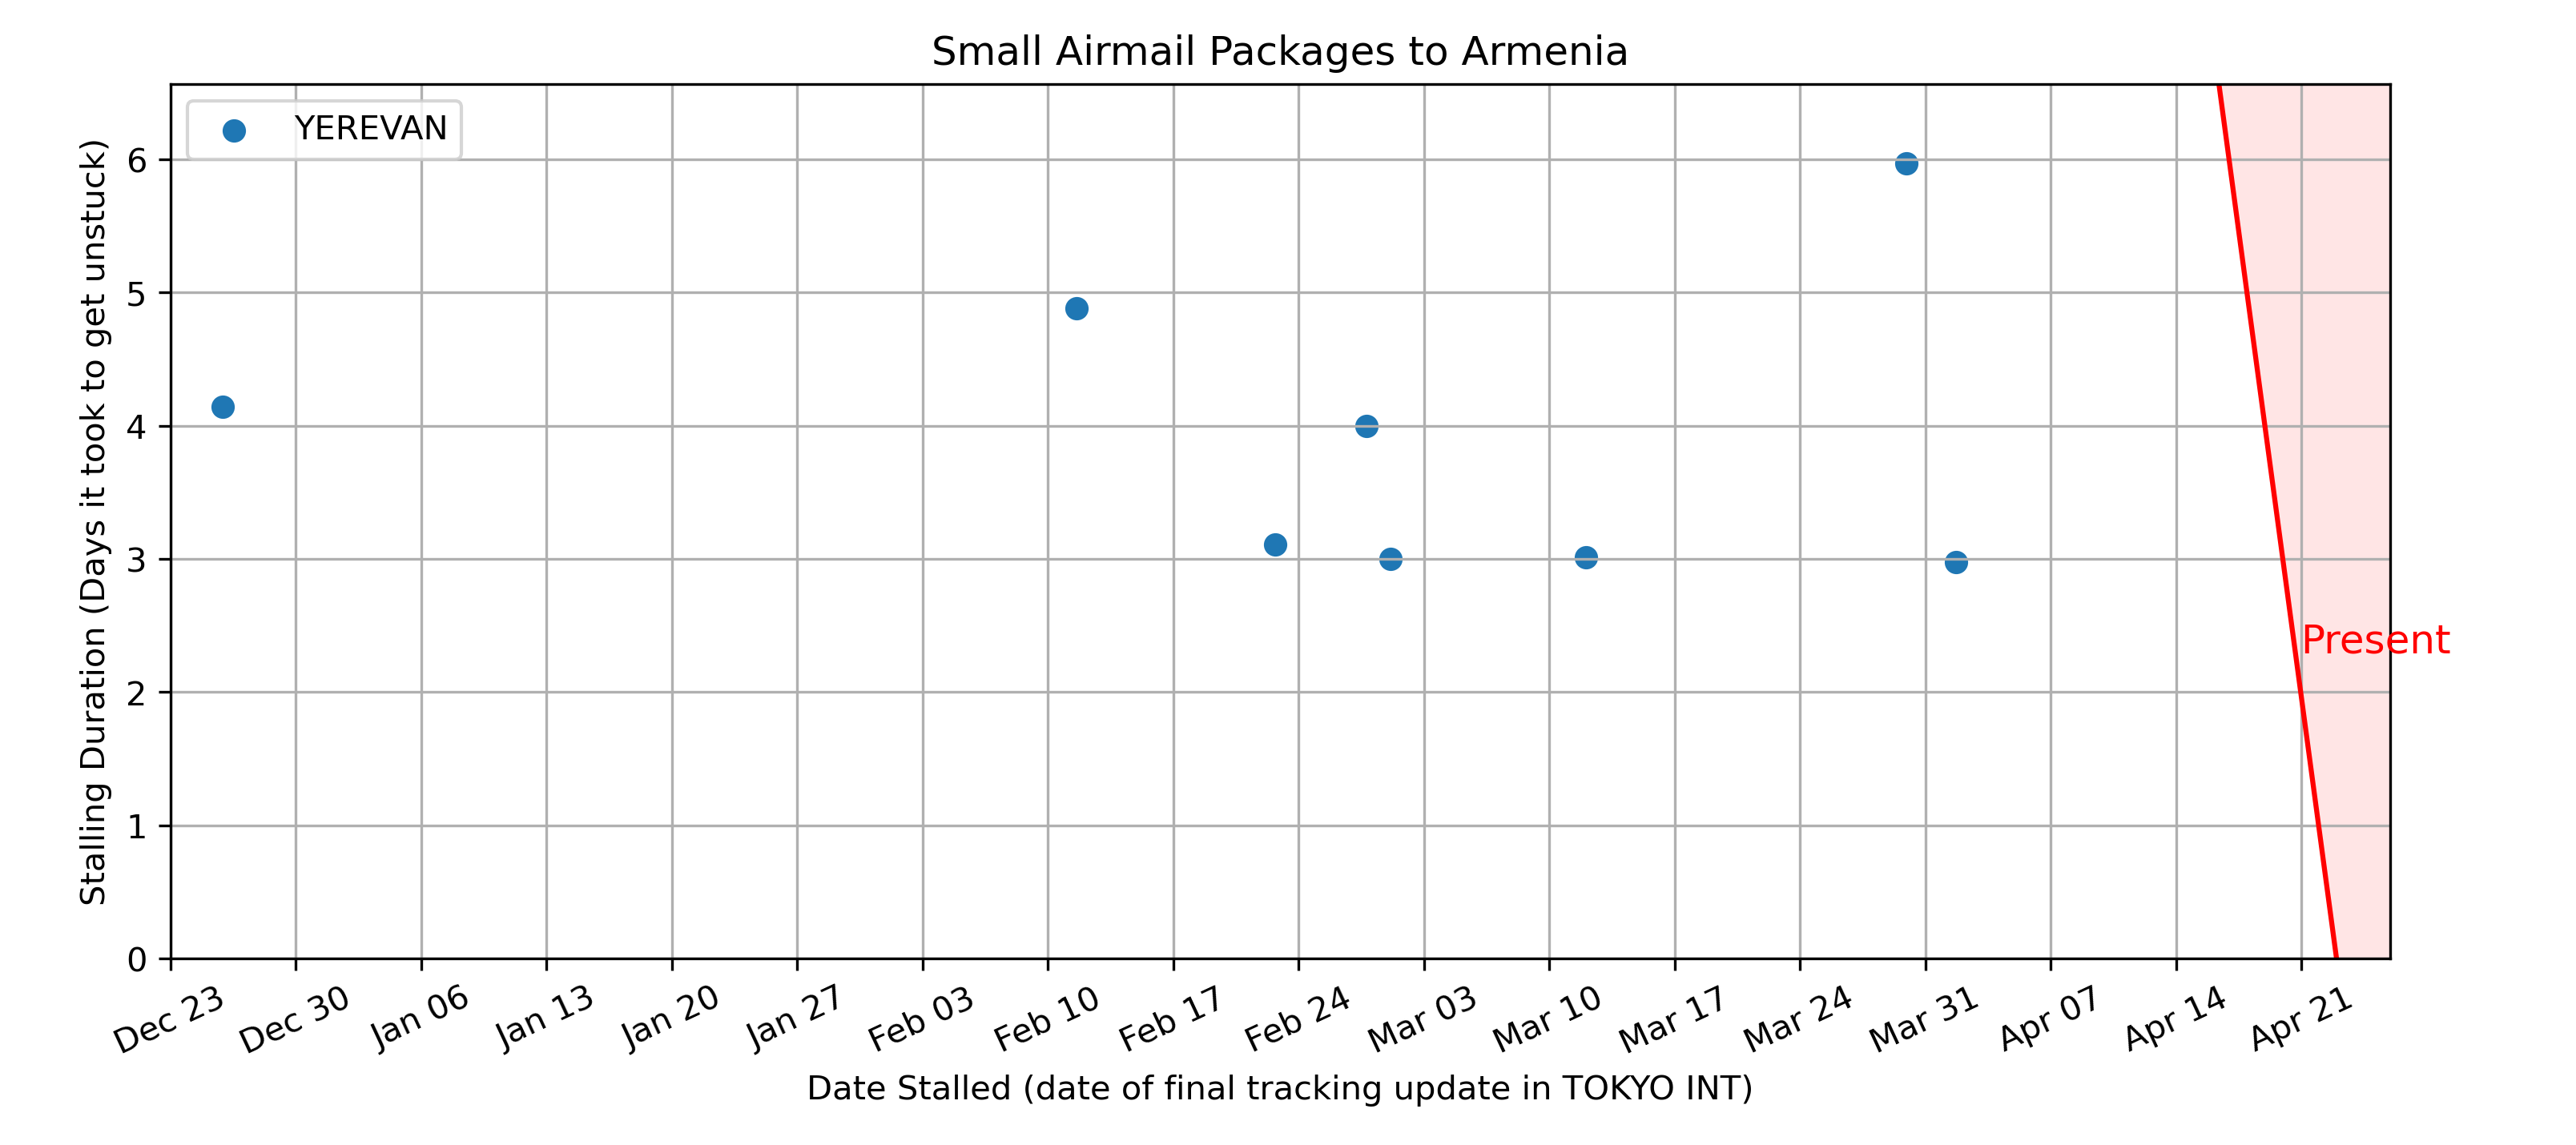 Small Airmail Packages to Armenia
YEREVAN
Stalling Duration (Days it took to get unstuck)
6
5
4
3
2
1
0
Present
Dec 23
Dec 30
Jan 06
Jan 13
Jan 20
Jan 27
Feb 03
Feb 10
Feb 17
Feb 24
Mar 03
Mar 10
Mar 17
Mar 24
Mar 31
Apr 07
Apr 14
Apr 21
Date Stalled (date of final tracking update in TOKYO INT)